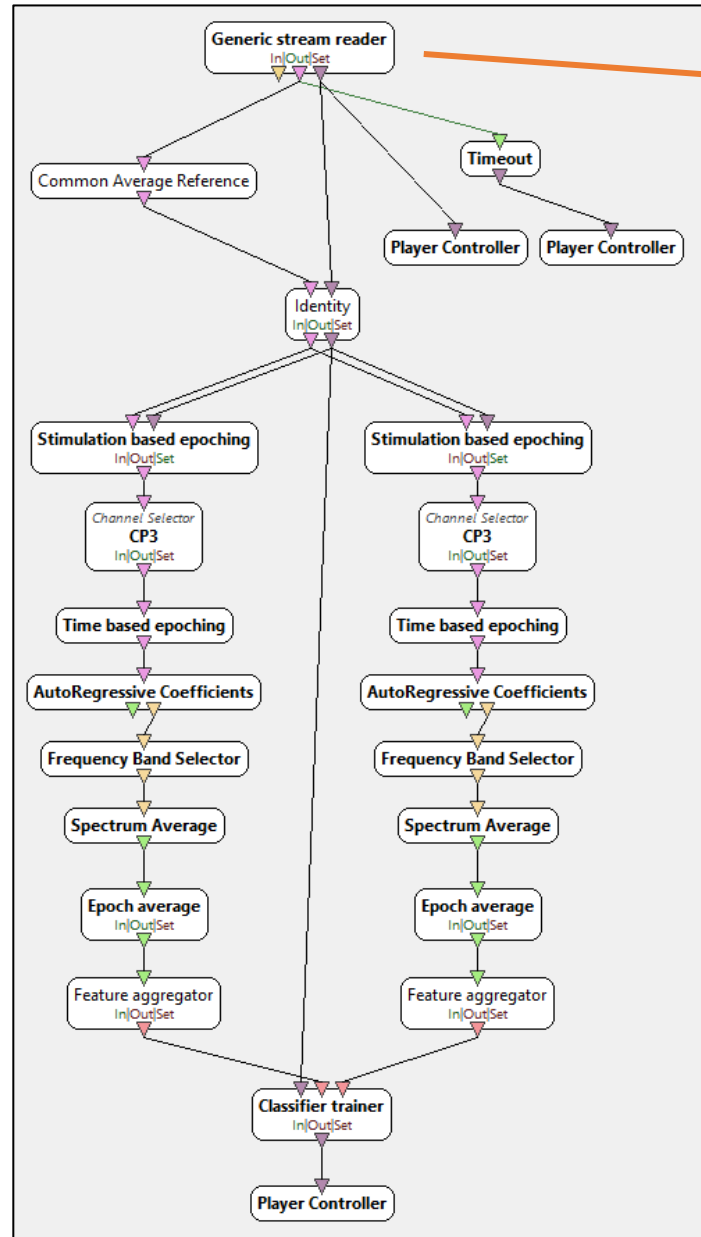 Generic stream reader
In|Out|Set
Timeout
Common Average Reference
Player Controller
Player Controller
Identity
In|Out|Set
Stimulation based epoching
In|Out|Set
Stimulation based epoching
In|Out|Set
Channel Selector
CP3
In|Out|Set
Channel Selector
CP3
In|Out|Set
Time based epoching
Time based epoching
AutoRegressive Coefficients
AutoRegressive Coefficients
Frequency Band Selector
Frequency Band Selector
Spectrum Average
Spectrum Average
Epoch average
In|Out|Set
Epoch average
In|Out|Set
Feature aggregator
In|Out|Set
Feature aggregator
In|Out|Set
Classifier trainer
In|Out|Set
Player Controller